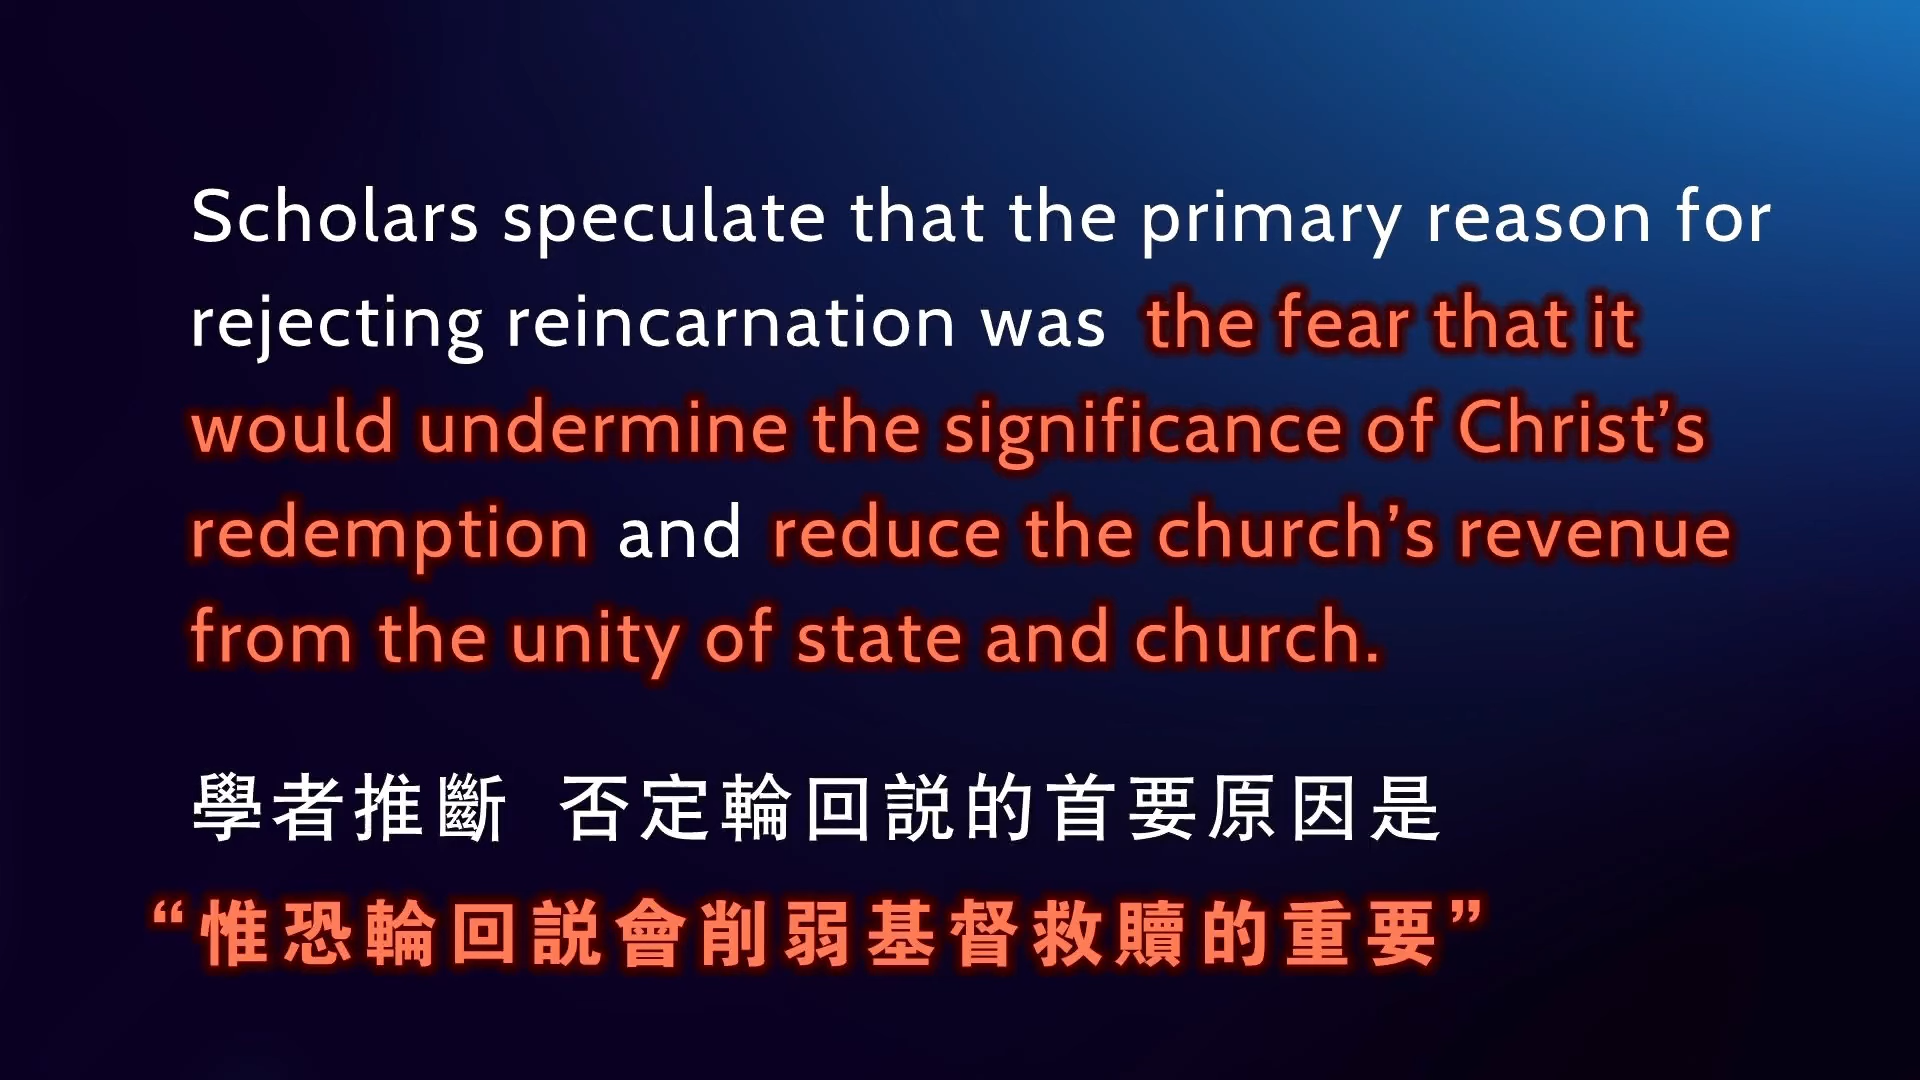 Scholars speculate that the primary reason for
rejecting reincarnation was the fear that it
would undermine the significance of Christ’s
redemption and reduce the church’s revenue
from the unity of state and church.
學者推斷 否定輪回説的首要原因是
“惟恐輪回説會削弱基督救贖的重要”